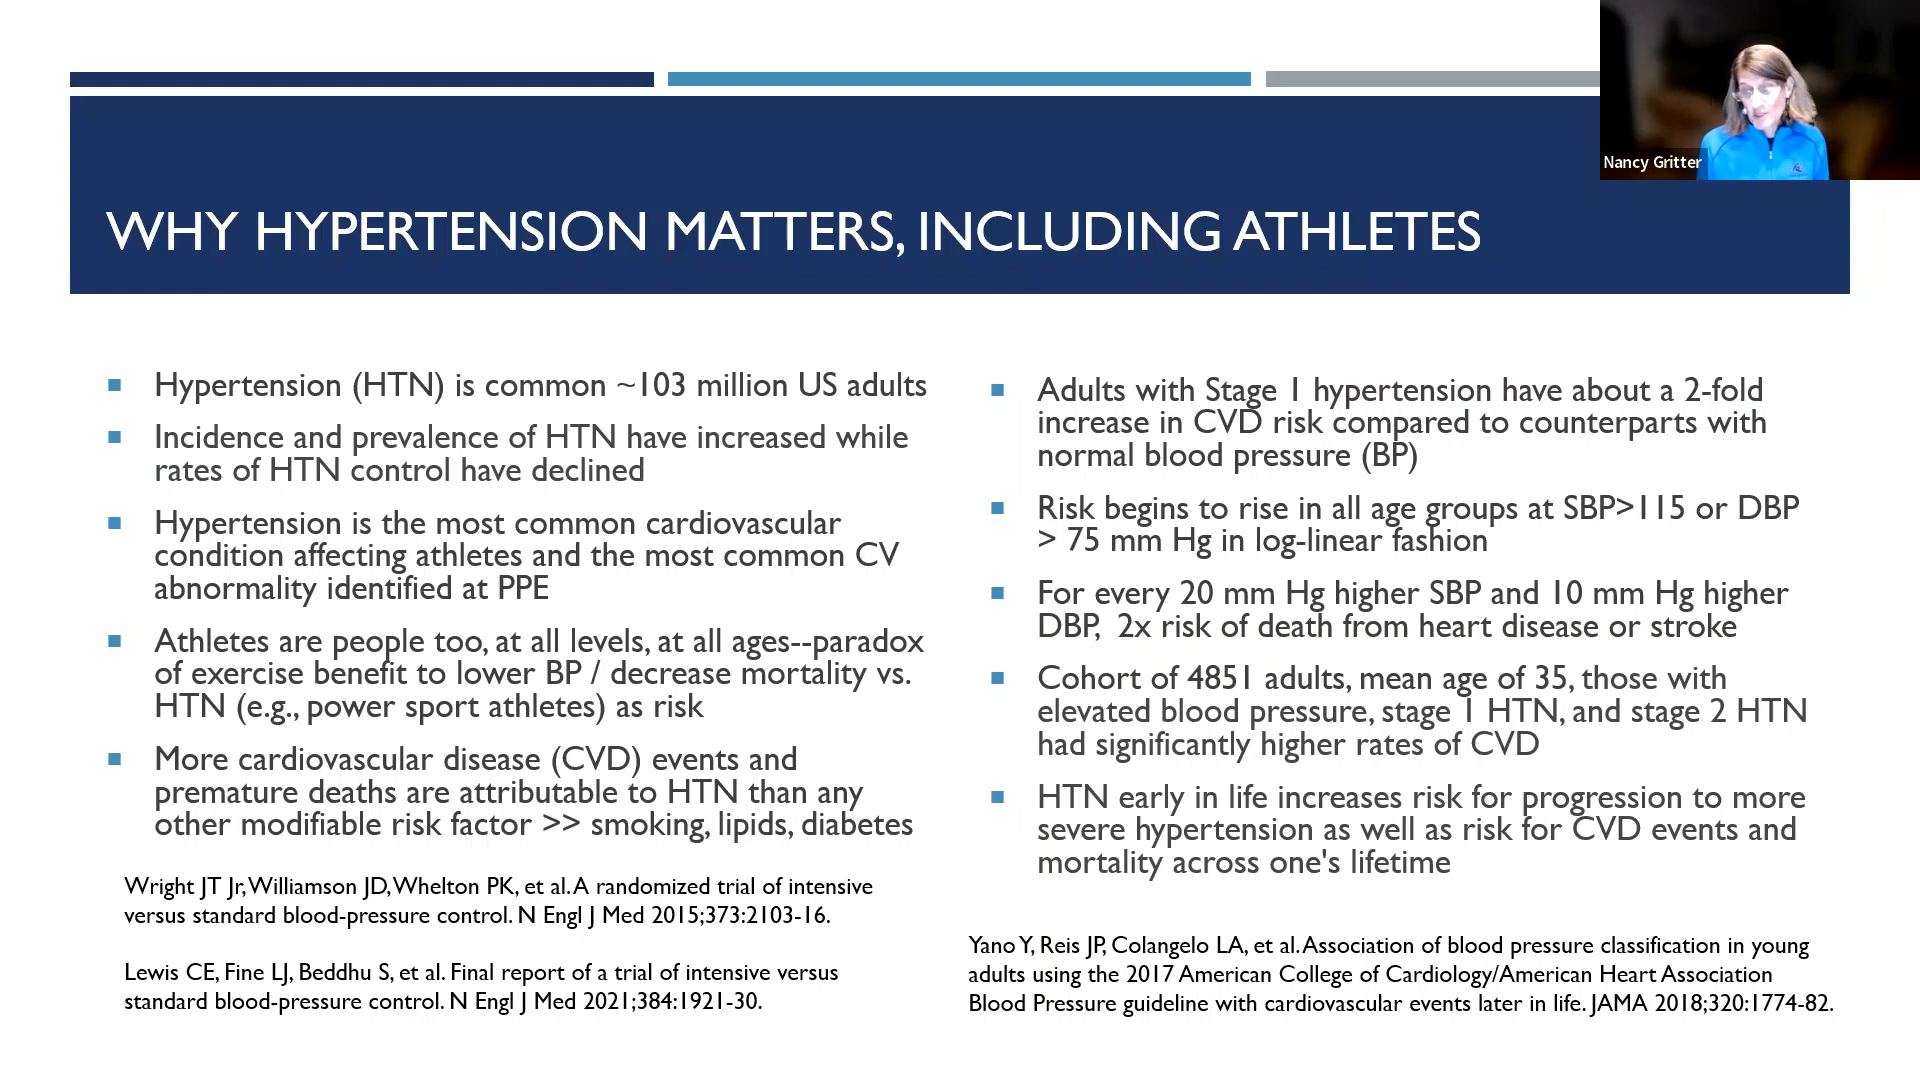 Nancy Gritter
WHY HYPERTENSION MATTERS, INCLUDING ATHLETES
Hypertension (HTN) is common ~103 million US adults
Incidence and prevalence of HTN have increased while
rates of HTN control have declined
Hypertension is the most common cardiovascular
condition affecting athletes and the most common CV
abnormality identified at PPE
Athletes are people too, at all levels, at all ages--paradox
of exercise benefit to lower BP / decrease mortality vs.
HTN (e.g., power sport athletes) as risk
More cardiovascular disease (CVD) events and
premature deaths are attributable to HTN than any
other modifiable risk factor >> smoking, lipids, diabetes
Wright JT Jr, Williamson JD, Whelton PK, et al. A randomized trial of intensive
versus standard blood-pressure control. N Engl J Med 2015;373:2103-16.
Lewis CE, Fine LJ, Beddhu S, et al. Final report of a trial of intensive versus
standard blood-pressure control. N Engl J Med 2021;384:1921-30.
Adults with Stage 1 hypertension have about a 2-fold
increase in CVD risk compared to counterparts with
normal blood pressure (BP)
Risk begins to rise in all age groups at SBP>115 or DBP
> 75 mm Hg in log-linear fashion
For every 20 mm Hg higher SBP and 10 mm Hg higher
DBP, 2x risk of death from heart disease or stroke
Cohort of 4851 adults, mean age of 35, those with
elevated blood pressure, stage 1 HTN, and stage 2 HTN
had significantly higher rates of CVD
HTN early in life increases risk for progression to more
severe hypertension as well as risk for CVD events and
mortality across one's lifetime
Yano Y, Reis JP, Colangelo LA, et al. Association of blood pressure classification in young
adults using the 2017 American College of Cardiology/American Heart Association
Blood Pressure guideline with cardiovascular events later in life. JAMA 2018;320:1774-82.